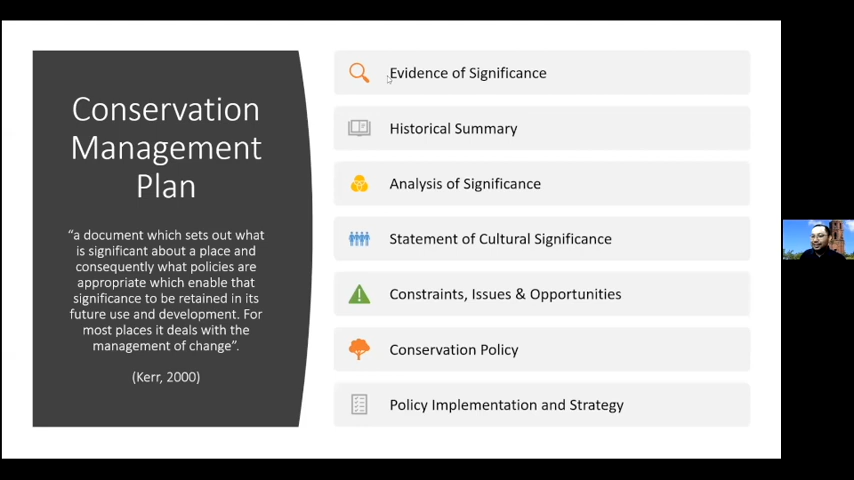 Conservation
Management
Plan
“a document which sets out what
is significant about a place and
consequently what policies are
appropriate which enable that
significance to be retained in its
future use and development. For
most places it deals with the
management of change”.
(Kerr, 2000)
Evidence of Significance
Historical Summary
Analysis of Significance
Statement of Cultural Significance
Constraints, Issues & Opportunities
Conservation Policy
Policy Implementation and Strategy